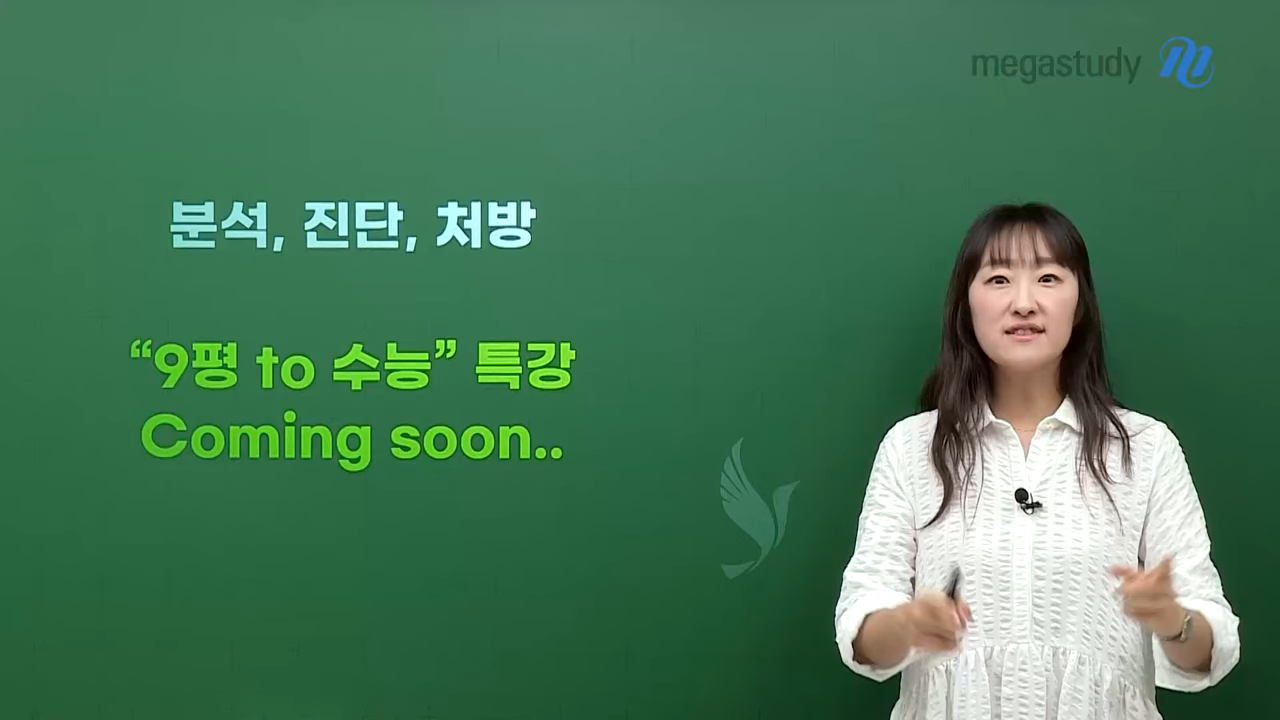 megastudy
분석, 진단, 처방
“9평 to 수능” 특강
Coming soon..